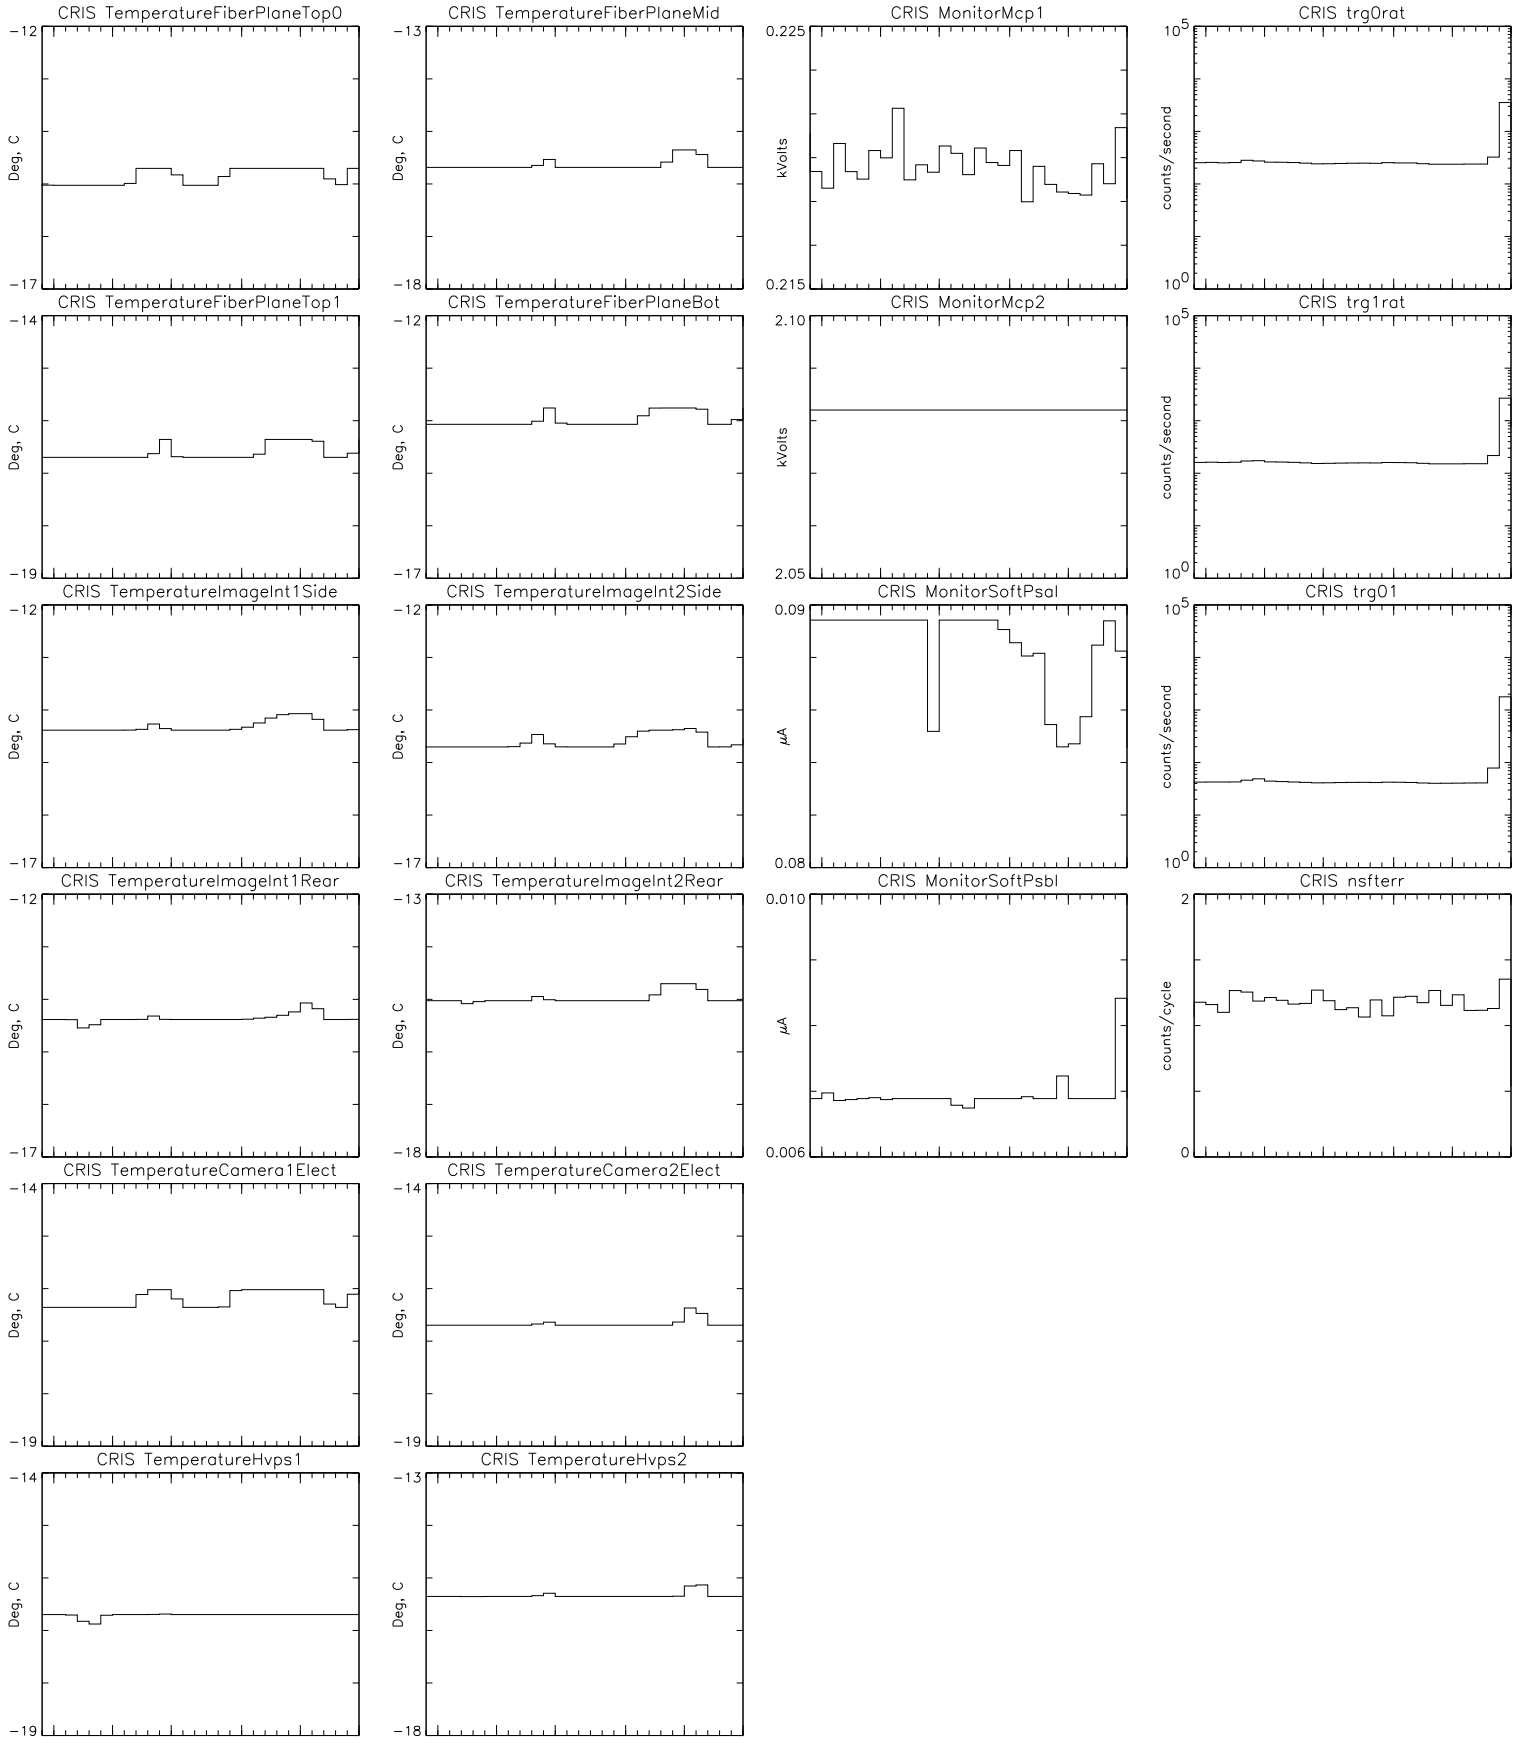 CRIS TemperatureFiberPlaneTop0
-12
Deg, C
-17
CRIS TemperatureFiberPlaneMid
-13
Deg, C
-18
CRIS MonitorMcp1
0.225
kVolts
0.215
CRIS trg0rat
10^5
counts/second
10^0
CRIS TemperatureFiberPlaneTop1
-14
Deg, C
-19
CRIS TemperatureFiberPlaneBot
-12
Deg, C
-17
CRIS MonitorMcp2
2.10
kVolts
2.05
CRIS trg1rat
10^5
counts/second
10^0
CRIS TemperatureImageInt1Side
-12
Deg, C
-17
CRIS TemperatureImageInt2Side
-12
Deg, C
-17
CRIS MonitorSoftPsaI
0.09
μA
0.08
CRIS trg01
10^5
counts/second
10^0
CRIS TemperatureImageInt1Rear
-12
Deg, C
-17
CRIS TemperatureImageInt2Rear
-13
Deg, C
-18
CRIS MonitorSoftPsbI
0.010
μA
0.006
CRIS nsfterr
2
counts/cycle
0
CRIS TemperatureCamera1Elect
-14
Deg, C
-19
CRIS TemperatureCamera2Elect
-14
Deg, C
-19
CRIS TemperatureHvps1
-14
Deg, C
-19
CRIS TemperatureHvps2
-13
Deg, C
-18